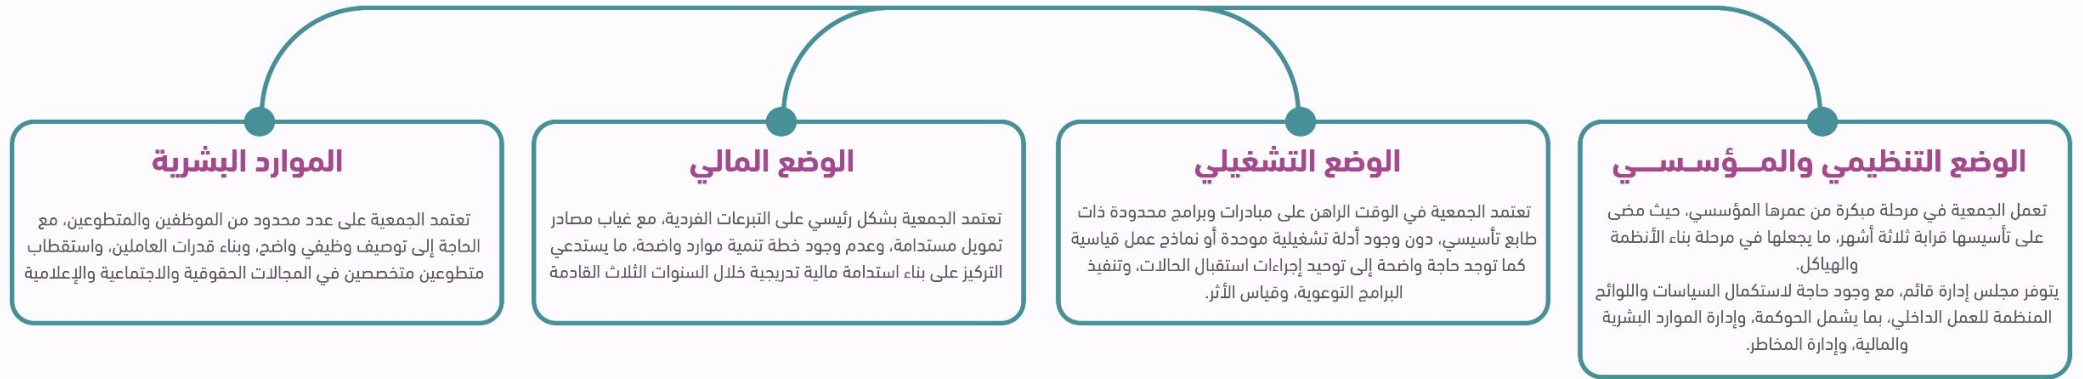 الوضع التنظيمي والمـــؤسـســـي
تعمل الجمعية في مرحلة مبكرة من عمرها المؤسسي، حيث مضى
على تأسيسها قرابة ثلاثة أشهر، ما يجعلها في مرحلة بناء الأنظمة
والهياكل.
يتوفر مجلس إدارة قائم، مع وجود حاجة لاستكمال السياسات واللوائح
المنظمة للعمل الداخلي، بما يشمل الحوكمة، وإدارة الموارد البشرية
والمالية، وإدارة المخاطر.
الوضع التشغيلي
تعتمد الجمعية في الوقت الراهن على مبادرات وبرامج محدودة ذات
طابع تأسيسي، دون وجود أدلة تشغيلية موحدة أو نماذج عمل قياسية
كما توجد حاجة واضحة إلى توحيد إجراءات استقبال الحالات، وتنفيذ
البرامج التوعوية، وقياس الأثر.
الوضع المالي
تعتمد الجمعية بشكل رئيسي على التبرعات الفردية، مع غياب مصادر
تمويل مستدامة، وعدم وجود خطة تنمية موارد واضحة، ما يستدعي
التركيز على بناء استدامة مالية تدريجية خلال السنوات الثلاث القادمة
الموارد البشرية
تعتمد الجمعية على عدد محدود من الموظفين والمتطوعين، مع
الحاجة إلى توصيف وظيفي واضح، وبناء قدرات العاملين، واستقطاب
متطوعين متخصصين في المجالات الحقوقية والاجتماعية والإعلامية